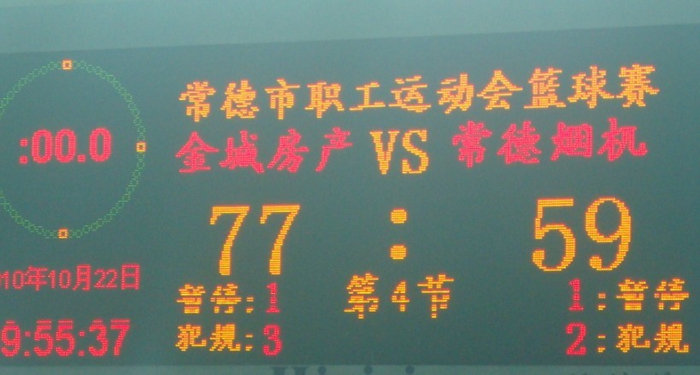 常德市职工运动会篮球赛
:00.0
金城房产 VS 常德烟机
77 : 59
10年10月22日
暂停:1 第4节 1:暂停
9:55:37
犯规:3 2:犯规